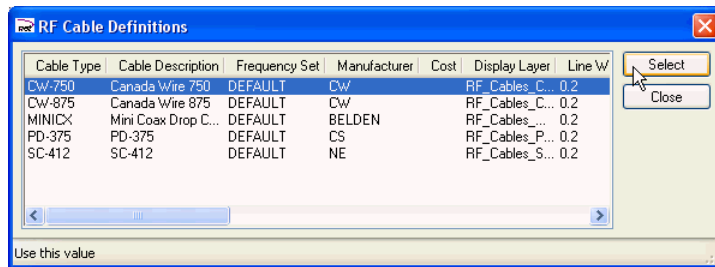 RF Cable Definitions
Cable Type Cable Description Frequency Set Manufacturer Cost Display Layer Line W
CW-750 Canada Wire 750 DEFAULT CW RF_Cables_C... 0.2
CW-875 Canada Wire 875 DEFAULT CW RF_Cables_C... 0.2
MINICX Mini Coax Drop C... DEFAULT BELDEN RF_Cables_... 0.2
PD-375 PD-375 DEFAULT CS RF_Cables_P... 0.2
SC-412 SC-412 DEFAULT NE RF_Cables_S... 0.2
Select
Close
Use this value